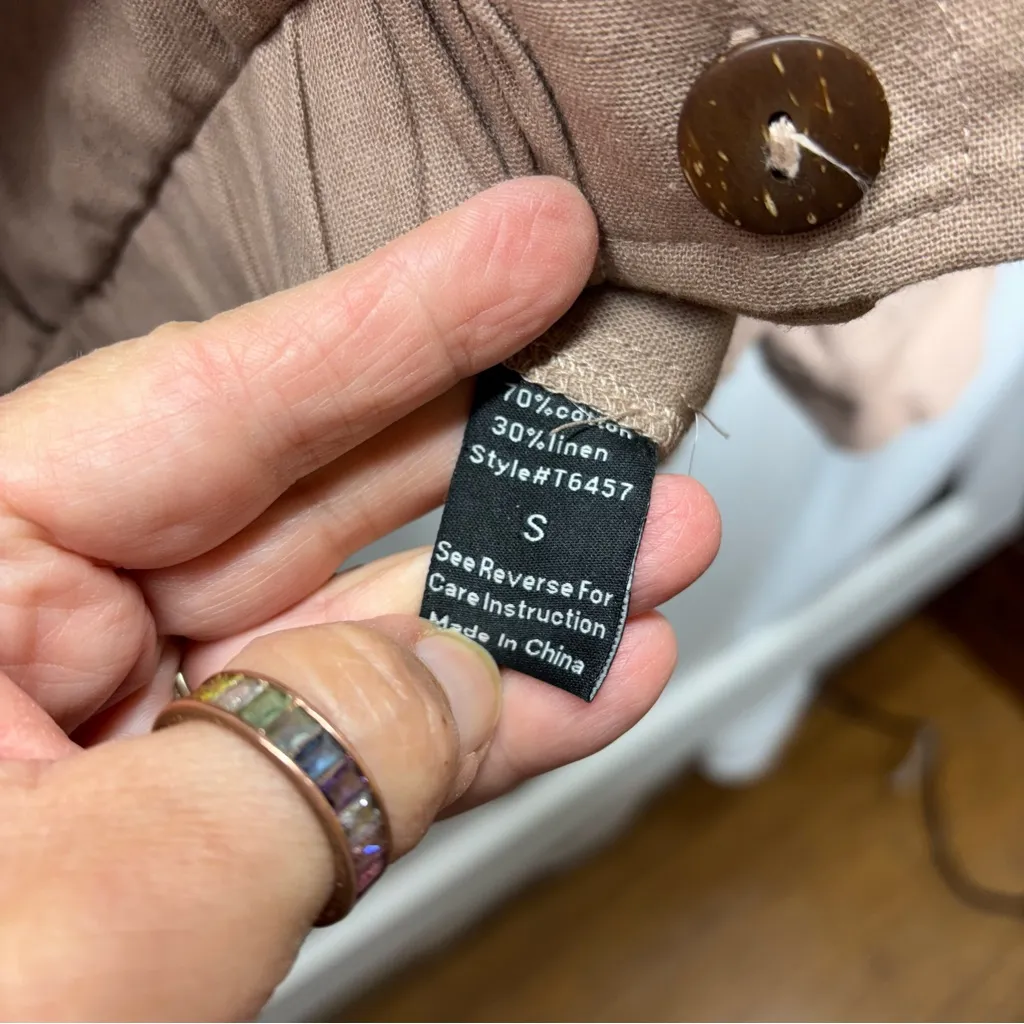 70%cotton
30%linen
Style#T6457
S
See Reverse For
Care Instruction
Made In China